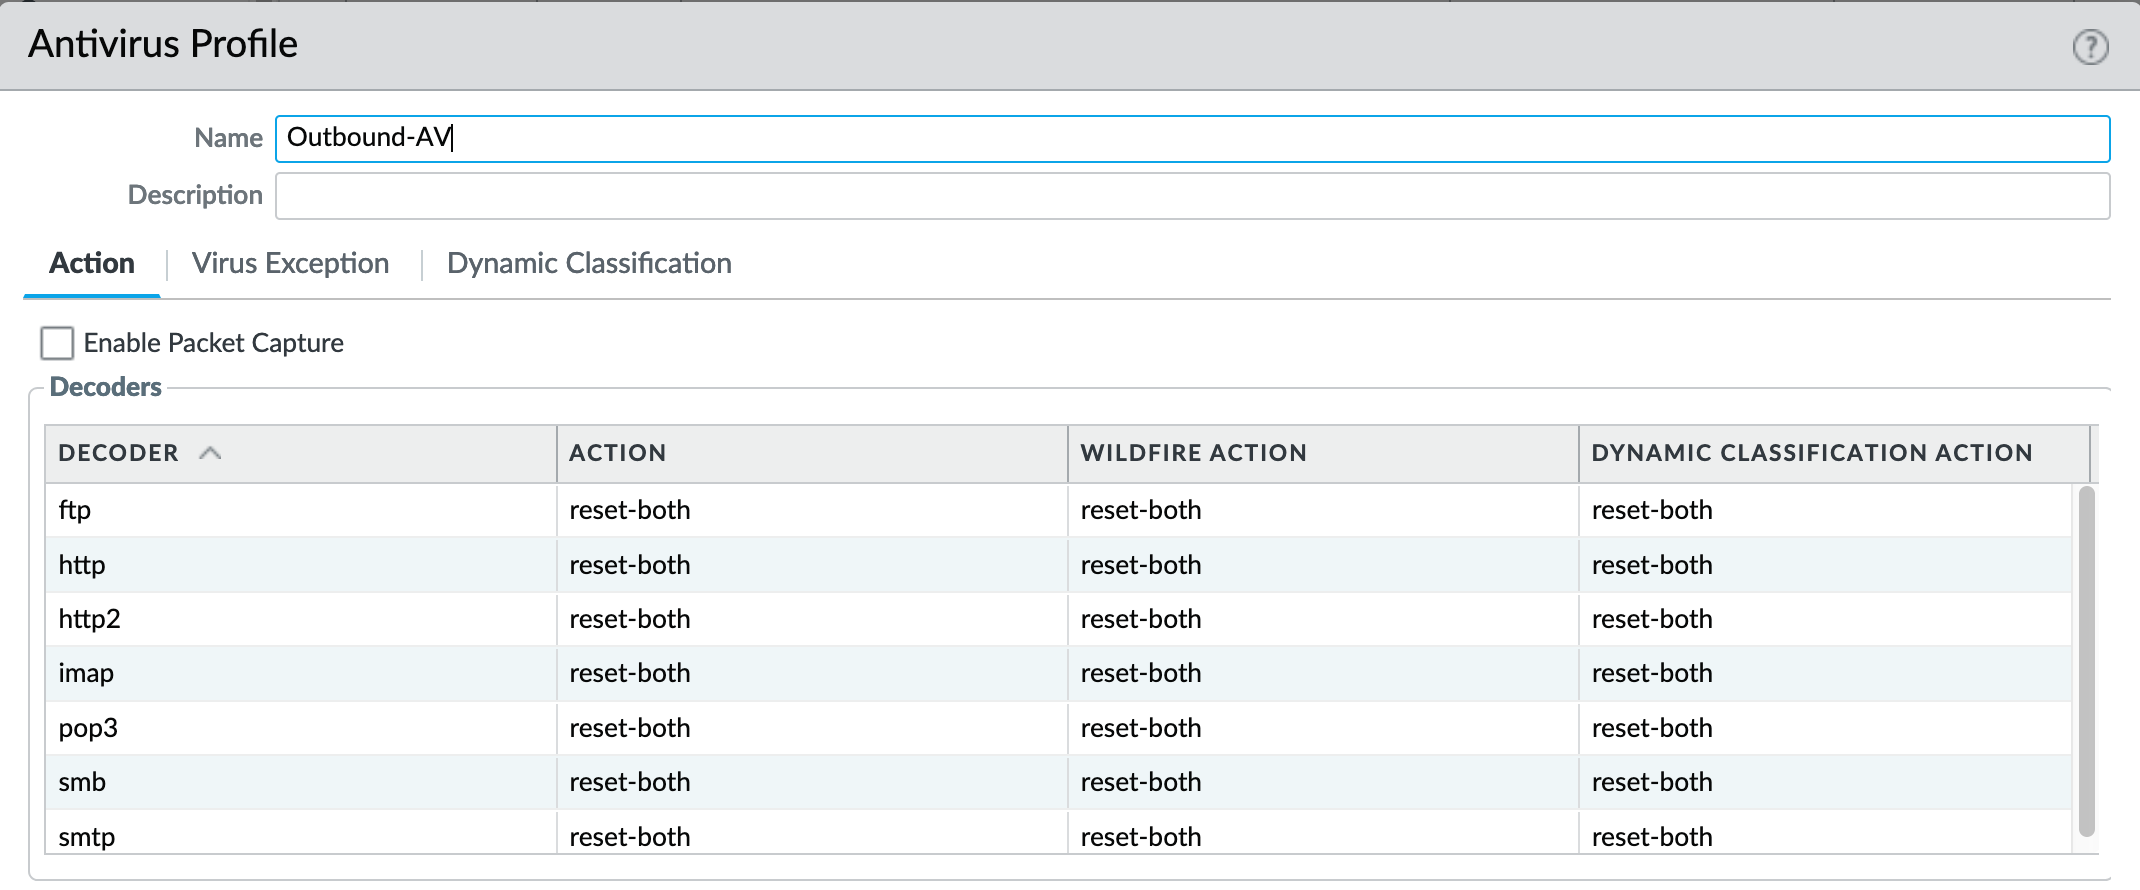 Antivirus Profile
?
Name Outbound-AV
Description
Action Virus Exception Dynamic Classification
Enable Packet Capture
Decoders
DECODER ACTION WILDFIRE ACTION DYNAMIC CLASSIFICATION ACTION
ftp reset-both reset-both reset-both
http reset-both reset-both reset-both
http2 reset-both reset-both reset-both
imap reset-both reset-both reset-both
pop3 reset-both reset-both reset-both
smb reset-both reset-both reset-both
smtp reset-both reset-both reset-both